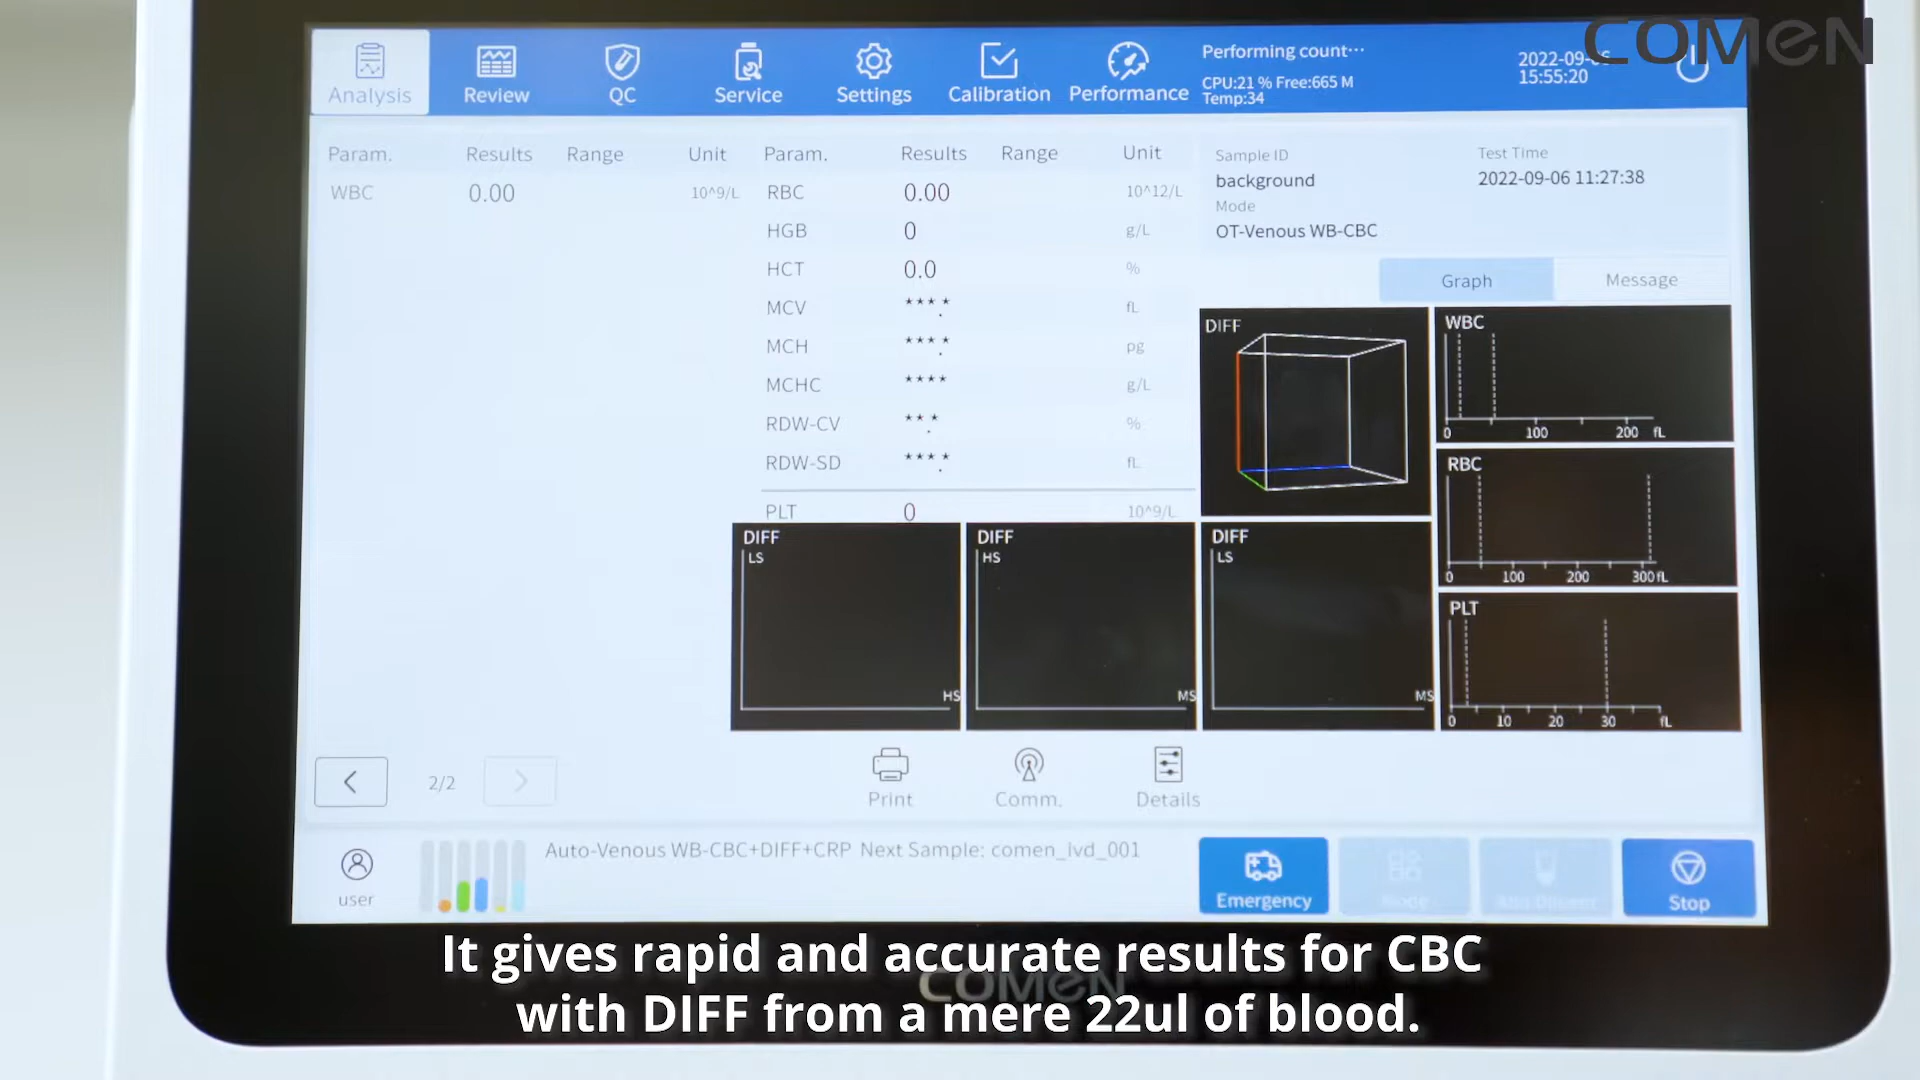 COMEN
Analysis
Review
QC
Service
Settings
Calibration
Performance
Performing count···
CPU:21 % Free:665 M
Temp:34
15:55:20
Param. Results Range Unit
WBC 0.00 10^9/L
Param. Results Range Unit
RBC 0.00 10^12/L
HGB 0 g/L
HCT 0.0 %
MCV ***.* fL
MCH ***.* pg
MCHC **** g/L
RDW-CV **.* %
RDW-SD ***.* fL
PLT 0 10^9/L
Sample ID
background
Mode
OT-Venous WB-CBC
Test Time
2022-09-06 11:27:38
Graph
Message
DIFF
WBC
0 100 200 fL
RBC
0 100 200 300 fL
PLT
0 10 20 30 fL
DIFF
LS
HS
DIFF
HS
MS
DIFF
LS
MS
2/2
Print
Comm.
Details
user
Auto-Venous WB-CBC+DIFF+CRP Next Sample: comen_lvd_001
Emergency
Mode
Stop
COMEN
It gives rapid and accurate results for CBC
with DIFF from a mere 22ul of blood.